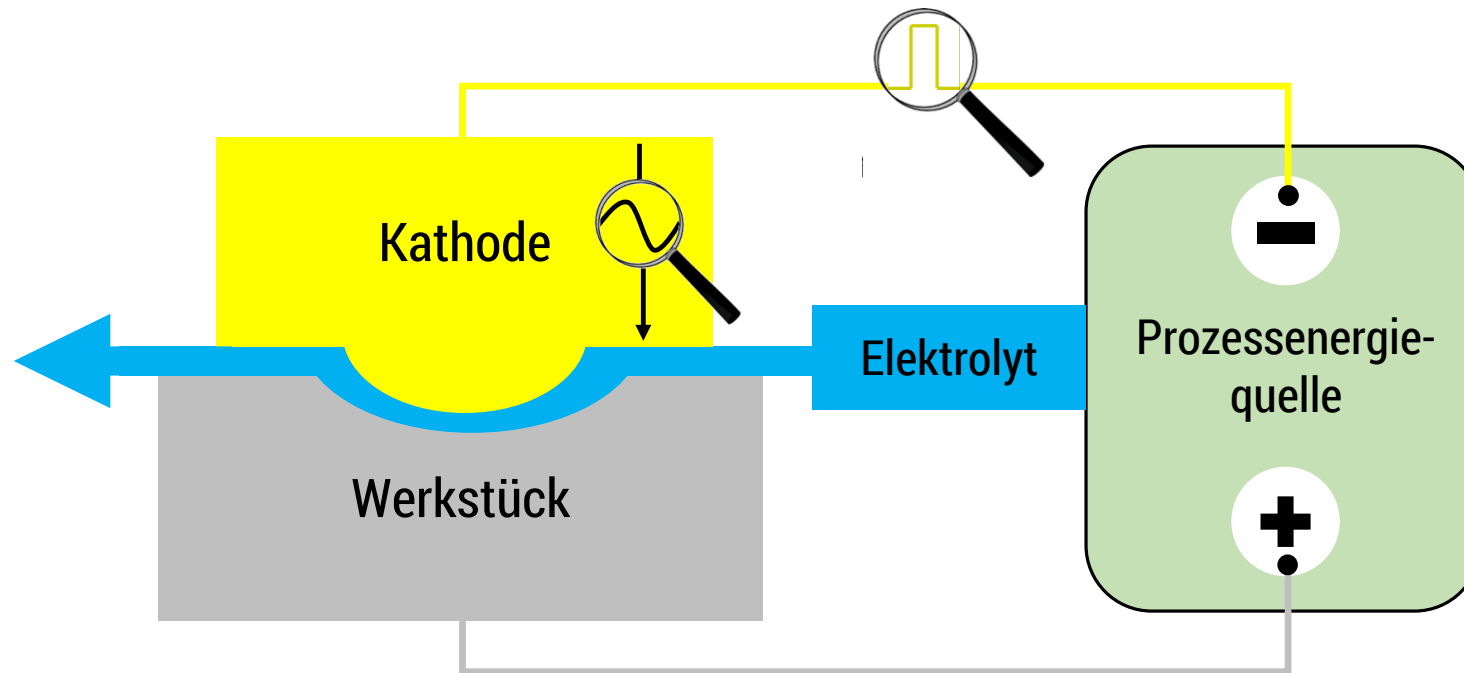 Kathode
Elektrolyt
Prozessenergie-
quelle
Werkstück